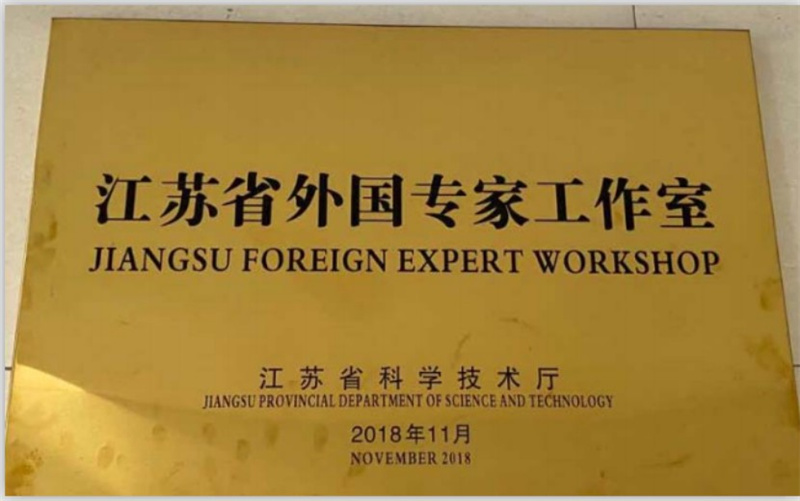 江苏省外国专家工作室
JIANGSU FOREIGN EXPERT WORKSHOP
江苏省科学技术厅
JIANGSU PROVINCIAL DEPARTMENT OF SCIENCE AND TECHNOLOGY
2018年11月
NOVEMBER 2018